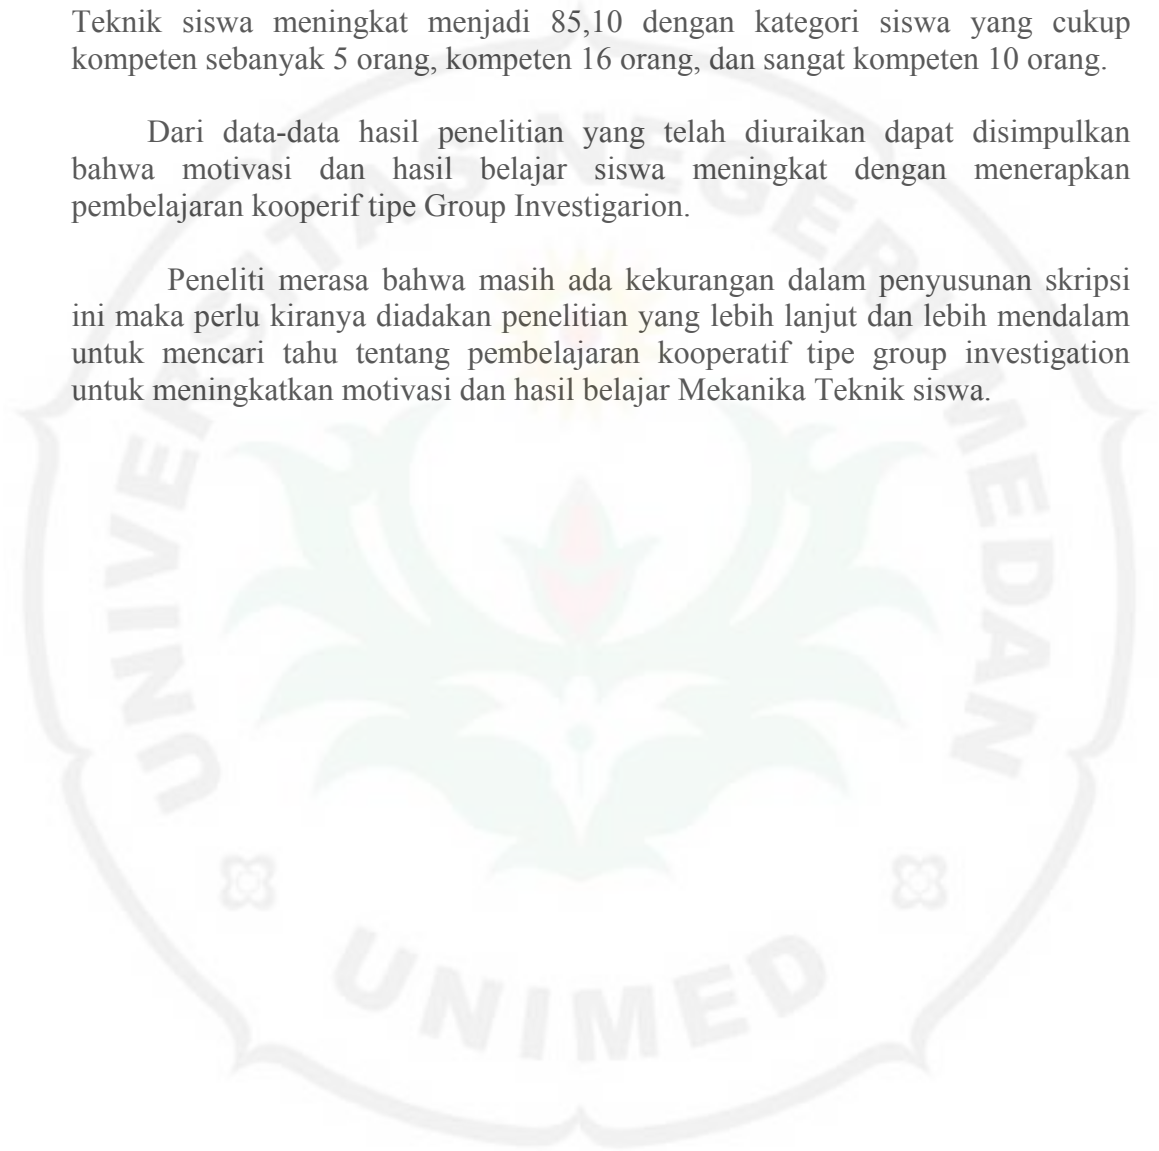 Teknik siswa meningkat menjadi 85,10 dengan kategori siswa yang cukup
kompeten sebanyak 5 orang, kompeten 16 orang, dan sangat kompeten 10 orang.
Dari data-data hasil penelitian yang telah diuraikan dapat disimpulkan
bahwa motivasi dan hasil belajar siswa meningkat dengan menerapkan
pembelajaran kooperif tipe Group Investigarion.
Peneliti merasa bahwa masih ada kekurangan dalam penyusunan skripsi
ini maka perlu kiranya diadakan penelitian yang lebih lanjut dan lebih mendalam
untuk mencari tahu tentang pembelajaran kooperatif tipe group investigation
untuk meningkatkan motivasi dan hasil belajar Mekanika Teknik siswa.
UNIVERSITAS NEGERI MEDAN
UNIMED